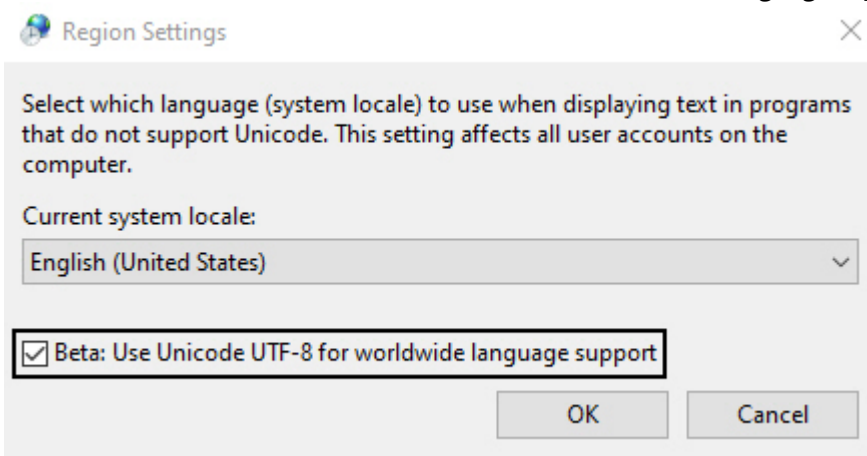 Region Settings
Select which language (system locale) to use when displaying text in programs
that do not support Unicode. This setting affects all user accounts on the
computer.
Current system locale:
English (United States)
Beta: Use Unicode UTF-8 for worldwide language support
OK Cancel